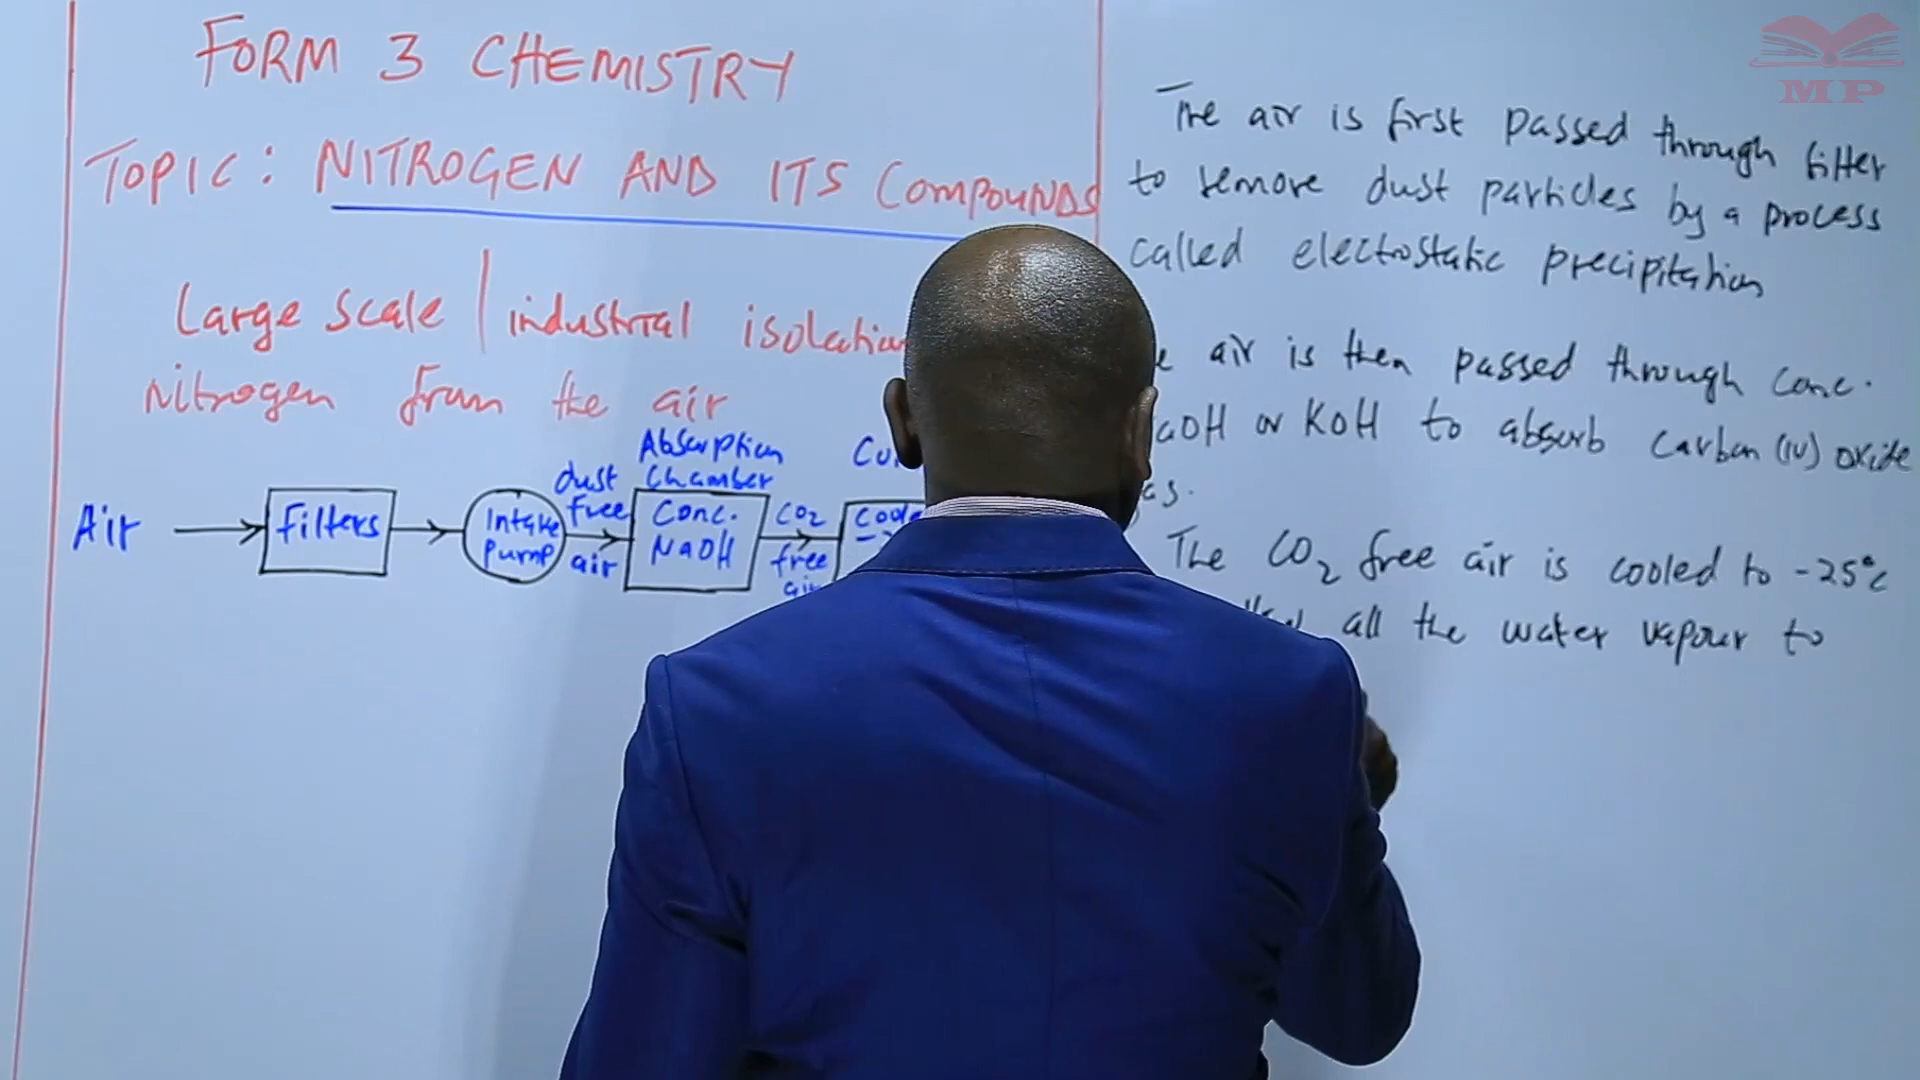 FORM 3 CHEMISTRY
TOPIC: NITROGEN AND ITS COMPOUNDS
Large scale | industrial isolation
nitrogen from the air
Air
Filters
Intake
pump
dust
free
air
Absorption
Chamber
Conc.
NaOH
CO2
free
The air is first passed through filter
to remove dust particles by a process
called electrostatic precipitation
air is then passed through conc.
OH or KOH to absorb carbon (IV) oxide
The CO2 free air is cooled to -25°c
all the water vapour to
MP